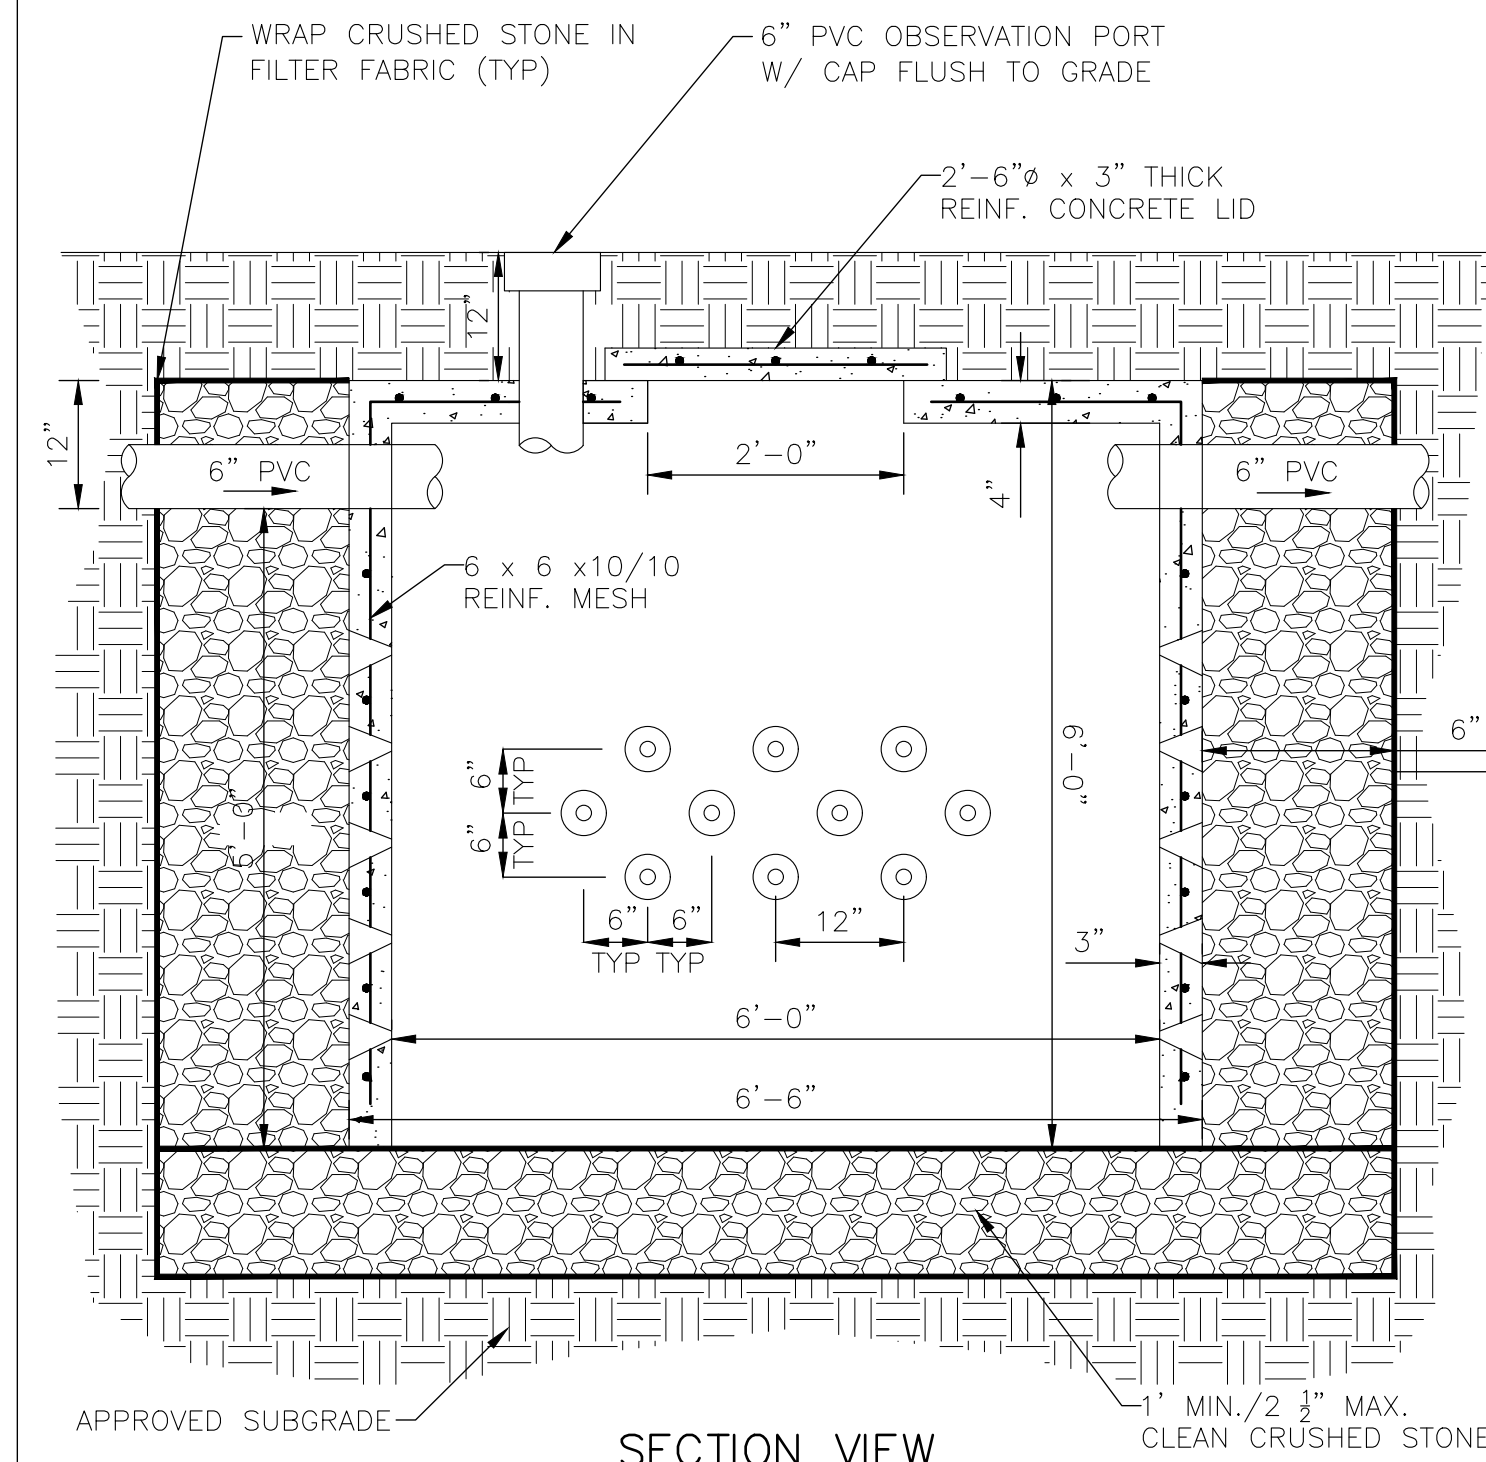 WRAP CRUSHED STONE IN
FILTER FABRIC (TYP)
6" PVC OBSERVATION PORT
W/ CAP FLUSH TO GRADE
2'-6"ø x 3" THICK
REINF. CONCRETE LID
12"
12"
6" PVC
2'-0"
4"
6" PVC
6 x 6 x10/10
REINF. MESH
6"
TYP
6"
TYP
5'-0"
6'-0"
6"
6"
TYP
6"
TYP
12"
3"
6'-0"
6'-6"
APPROVED SUBGRADE
1' MIN./2 ½" MAX.
CLEAN CRUSHED STONE
SECTION VIEW